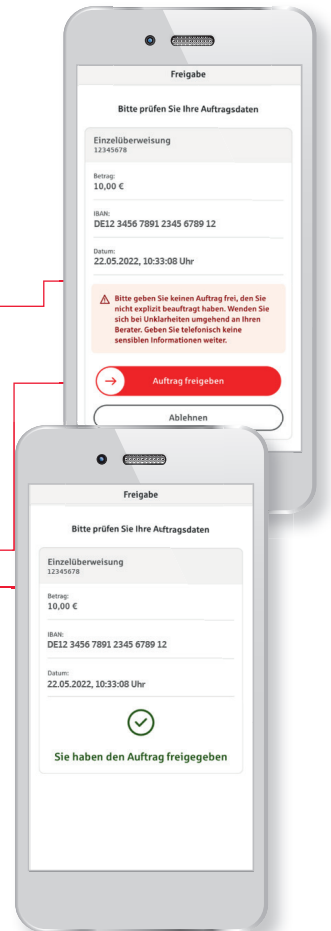 Freigabe
Bitte prüfen Sie Ihre Auftragsdaten
Einzelüberweisung
12345678
Betrag:
10,00 €
IBAN:
DE12 3456 7891 2345 6789 12
Datum:
22.05.2022, 10:33:08 Uhr
Bitte geben Sie keinen Auftrag frei, den Sie
nicht explizit beauftragt haben. Wenden Sie
sich bei Unklarheiten umgehend an Ihren
Berater. Geben Sie telefonisch keine
sensiblen Informationen weiter.
Auftrag freigeben
Ablehnen
Freigabe
Bitte prüfen Sie Ihre Auftragsdaten
Einzelüberweisung
12345678
Betrag:
10,00 €
IBAN:
DE12 3456 7891 2345 6789 12
Datum:
22.05.2022, 10:33:08 Uhr
Sie haben den Auftrag freigegeben